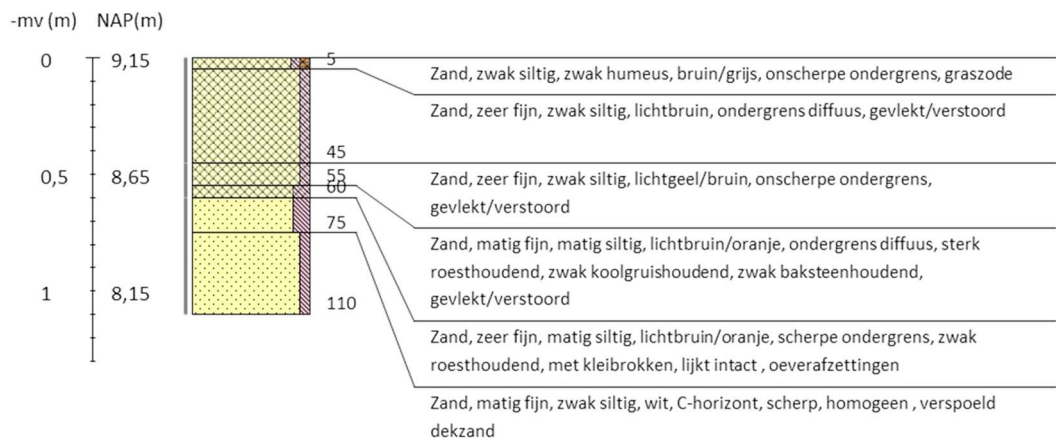 -mv (m) NAP(m)
0 9,15 5
Zand, zwak siltig, zwak humeus, bruin/grijs, onscherpe ondergrens, graszode
Zand, zeer fijn, zwak siltig, lichtbruin, ondergrens diffuus, gevlekt/verstoord
45
0,5 8,65 55
Zand, zeer fijn, zwak siltig, lichtgeel/bruin, onscherpe ondergrens,
gevlekt/verstoord
60
75
Zand, matig fijn, matig siltig, lichtbruin/oranje, ondergrens diffuus, sterk
roesthoudend, zwak koolgruishoudend, zwak baksteenhoudend,
gevlekt/verstoord
1 8,15 110
Zand, zeer fijn, matig siltig, lichtbruin/oranje, scherpe ondergrens, zwak
roesthoudend, met kleibrokken, lijkt intact , oeverafzettingen
Zand, matig fijn, zwak siltig, wit, C-horizont, scherp, homogeen , verspoeld
dekzand